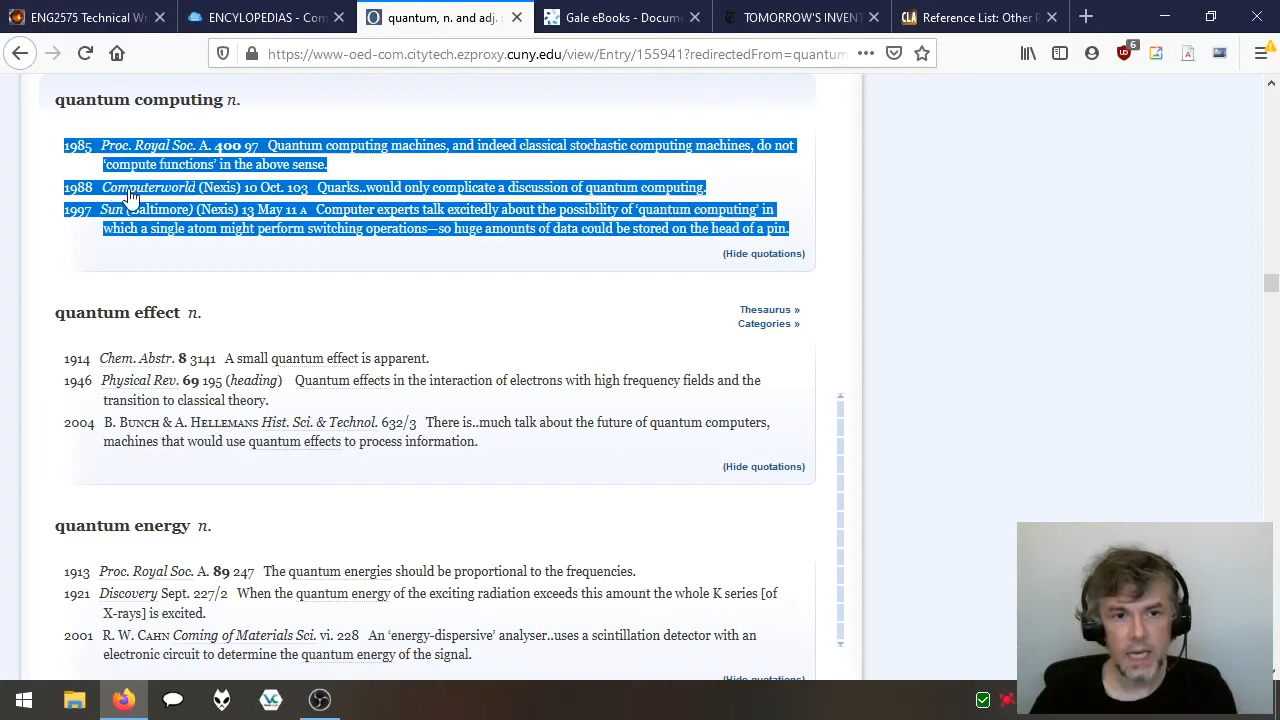 ENG2575 Technical Wr
ENCYLOPEDIAS - Com
quantum, n. and adj.
Gale eBooks - Docume
TOMORROW'S INVENT
Reference List: Other P
https://www-oed-com.citytech.ezproxy.cuny.edu/view/Entry/155941?redirectedFrom=quantum
6
quantum computing n.
1985 Proc. Royal Soc. A. 400 97 Quantum computing machines, and indeed classical stochastic computing machines, do not
‘compute functions’ in the above sense.
1988 Computerworld (Nexis) 10 Oct. 103 Quarks..would only complicate a discussion of quantum computing.
1997 Sun (Baltimore) (Nexis) 13 May 11 A Computer experts talk excitedly about the possibility of ‘quantum computing’ in
which a single atom might perform switching operations—so huge amounts of data could be stored on the head of a pin.
(Hide quotations)
quantum effect n.
Thesaurus »
Categories »
1914 Chem. Abstr. 8 3141 A small quantum effect is apparent.
1946 Physical Rev. 69 195 (heading) Quantum effects in the interaction of electrons with high frequency fields and the
transition to classical theory.
2004 B. Bunch & A. Hellemans Hist. Sci. & Technol. 632/3 There is..much talk about the future of quantum computers,
machines that would use quantum effects to process information.
(Hide quotations)
quantum energy n.
1913 Proc. Royal Soc. A. 89 247 The quantum energies should be proportional to the frequencies.
1921 Discovery Sept. 227/2 When the quantum energy of the exciting radiation exceeds this amount the whole K series [of
X-rays] is excited.
2001 R. W. Cahn Coming of Materials Sci. vi. 228 An ‘energy-dispersive’ analyser..uses a scintillation detector with an
electronic circuit to determine the quantum energy of the signal.
(Hide quotations)